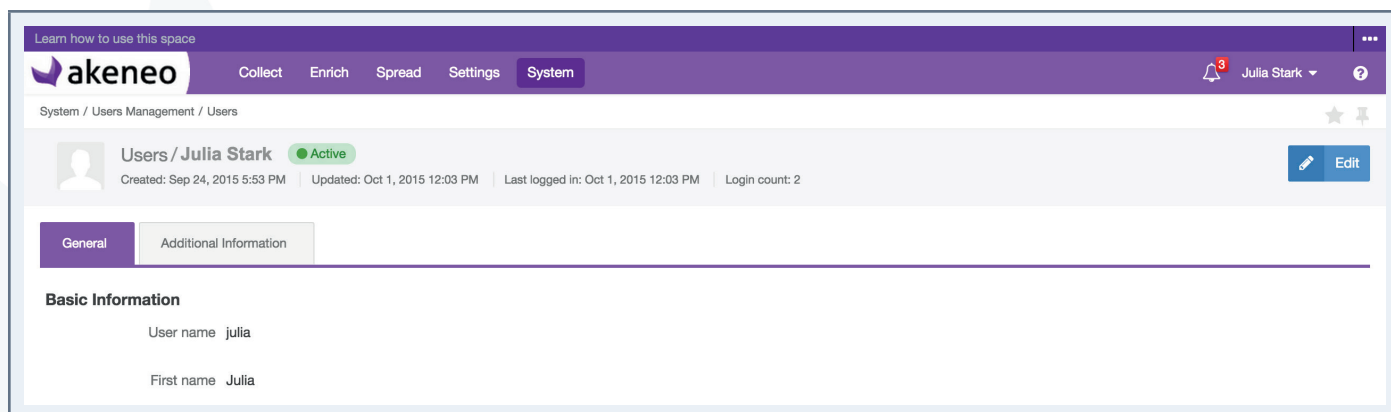 Learn how to use this space
akeneo Collect Enrich Spread Settings System 3 Julia Stark ?
System / Users Management / Users
Users / Julia Stark Active
Edit
Created: Sep 24, 2015 5:53 PM Updated: Oct 1, 2015 12:03 PM Last logged in: Oct 1, 2015 12:03 PM Login count: 2
General Additional Information
Basic Information
User name julia
First name Julia